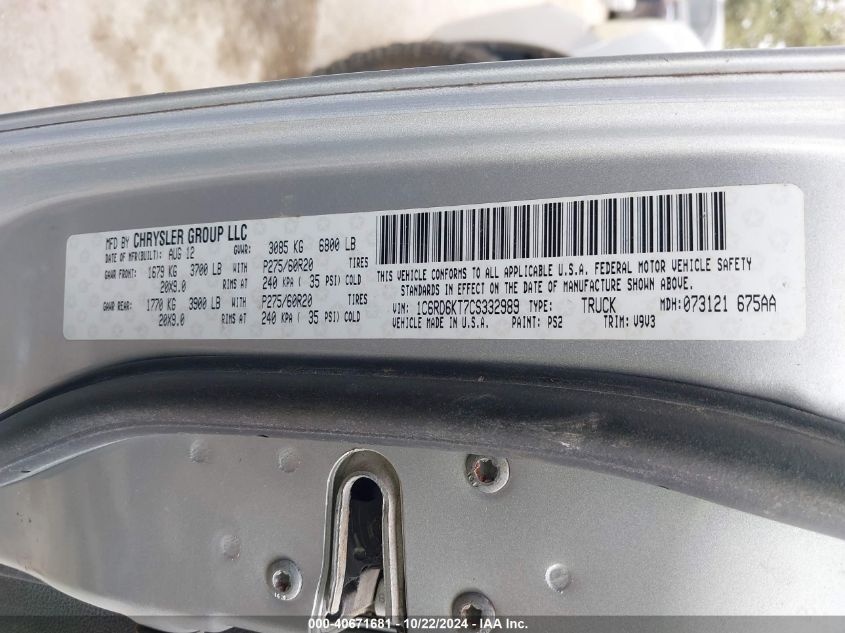 MFD BY CHRYSLER GROUP LLC
DATE OF MFR(BUILT): AUG 12 GVWR: 3085 KG 6800 LB
GAWR FRONT: 1679 KG 3700 LB WITH P275/60R20 TIRES
20X9.0 RIMS AT 240 KPA ( 35 PSI) COLD
GAWR REAR: 1770 KG 3900 LB WITH P275/60R20 TIRES
20X9.0 RIMS AT 240 KPA ( 35 PSI) COLD
THIS VEHICLE CONFORMS TO ALL APPLICABLE U.S.A. FEDERAL MOTOR VEHICLE SAFETY
STANDARDS IN EFFECT ON THE DATE OF MANUFACTURE SHOWN ABOVE.
VIN: 1C6RD6KT7CS332989 TYPE: TRUCK MDH: 073121 675AA
VEHICLE MADE IN U.S.A. PAINT: PS2 TRIM: V9V3
000-40671681 - 10/22/2024 - IAA Inc.